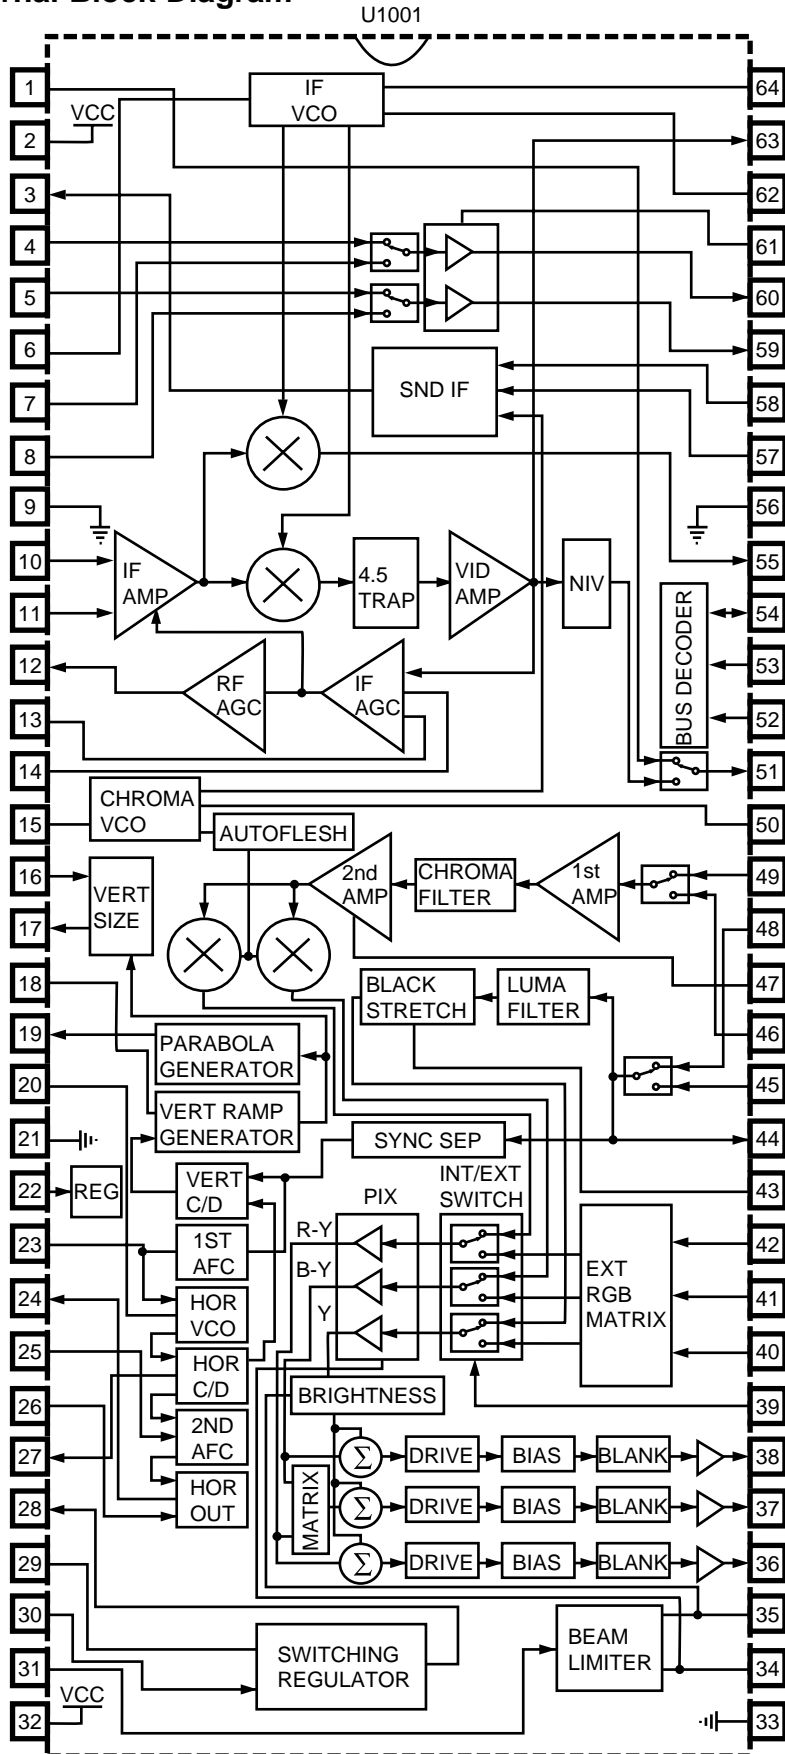 rnal Block Diagram
U1001
1
IF
VCO
64
VCC
2
63
3
62
4
61
5
60
6
59
7
SND IF
58
8
57
9
56
10
IF
AMP
4.5
TRAP
VID
AMP
NIV
55
11
BUS DECODER
54
12
RF
AGC
IF
AGC
53
13
52
14
51
CHROMA
VCO
15
50
AUTOFLESH
16
VERT
SIZE
2nd
AMP
CHROMA
FILTER
1st
AMP
49
17
48
18
BLACK
STRETCH
LUMA
FILTER
47
19
PARABOLA
GENERATOR
46
20
45
VERT RAMP
GENERATOR
21
SYNC SEP
44
22
REG
VERT
C/D
PIX
INT/EXT
SWITCH
43
23
1ST
AFC
R-Y
EXT
RGB
MATRIX
42
24
HOR
VCO
B-Y
41
Y
25
HOR
C/D
40
26
BRIGHTNESS
39
2ND
AFC
27
Σ
DRIVE
BIAS
BLANK
38
28
HOR
OUT
MATRIX
Σ
DRIVE
BIAS
BLANK
37
29
Σ
DRIVE
BIAS
BLANK
36
30
35
BEAM
LIMITER
31
SWITCHING
REGULATOR
34
VCC
32
33